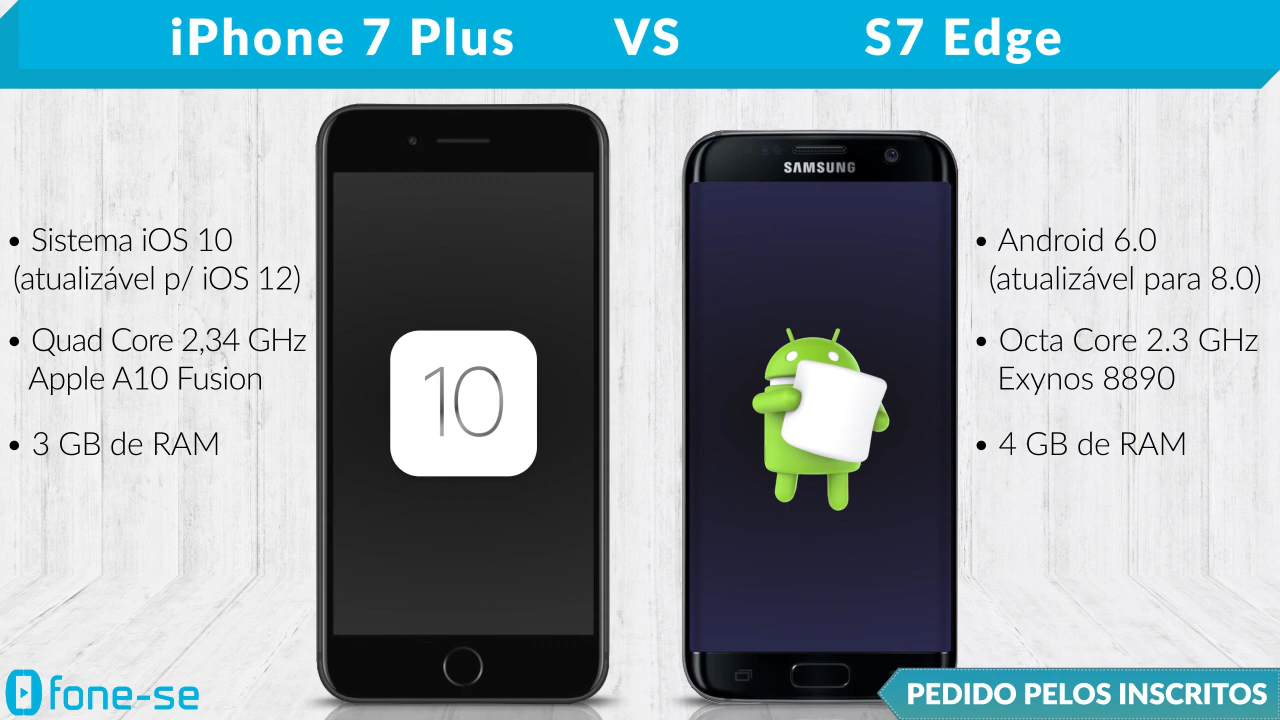 iPhone 7 Plus VS S7 Edge
• Sistema iOS 10
(atualizável p/ iOS 12)
• Quad Core 2,34 GHz
Apple A10 Fusion
• 3 GB de RAM
10
SAMSUNG
• Android 6.0
(atualizável para 8.0)
• Octa Core 2.3 GHz
Exynos 8890
• 4 GB de RAM
fone-se
PEDIDO PELOS INSCRITOS